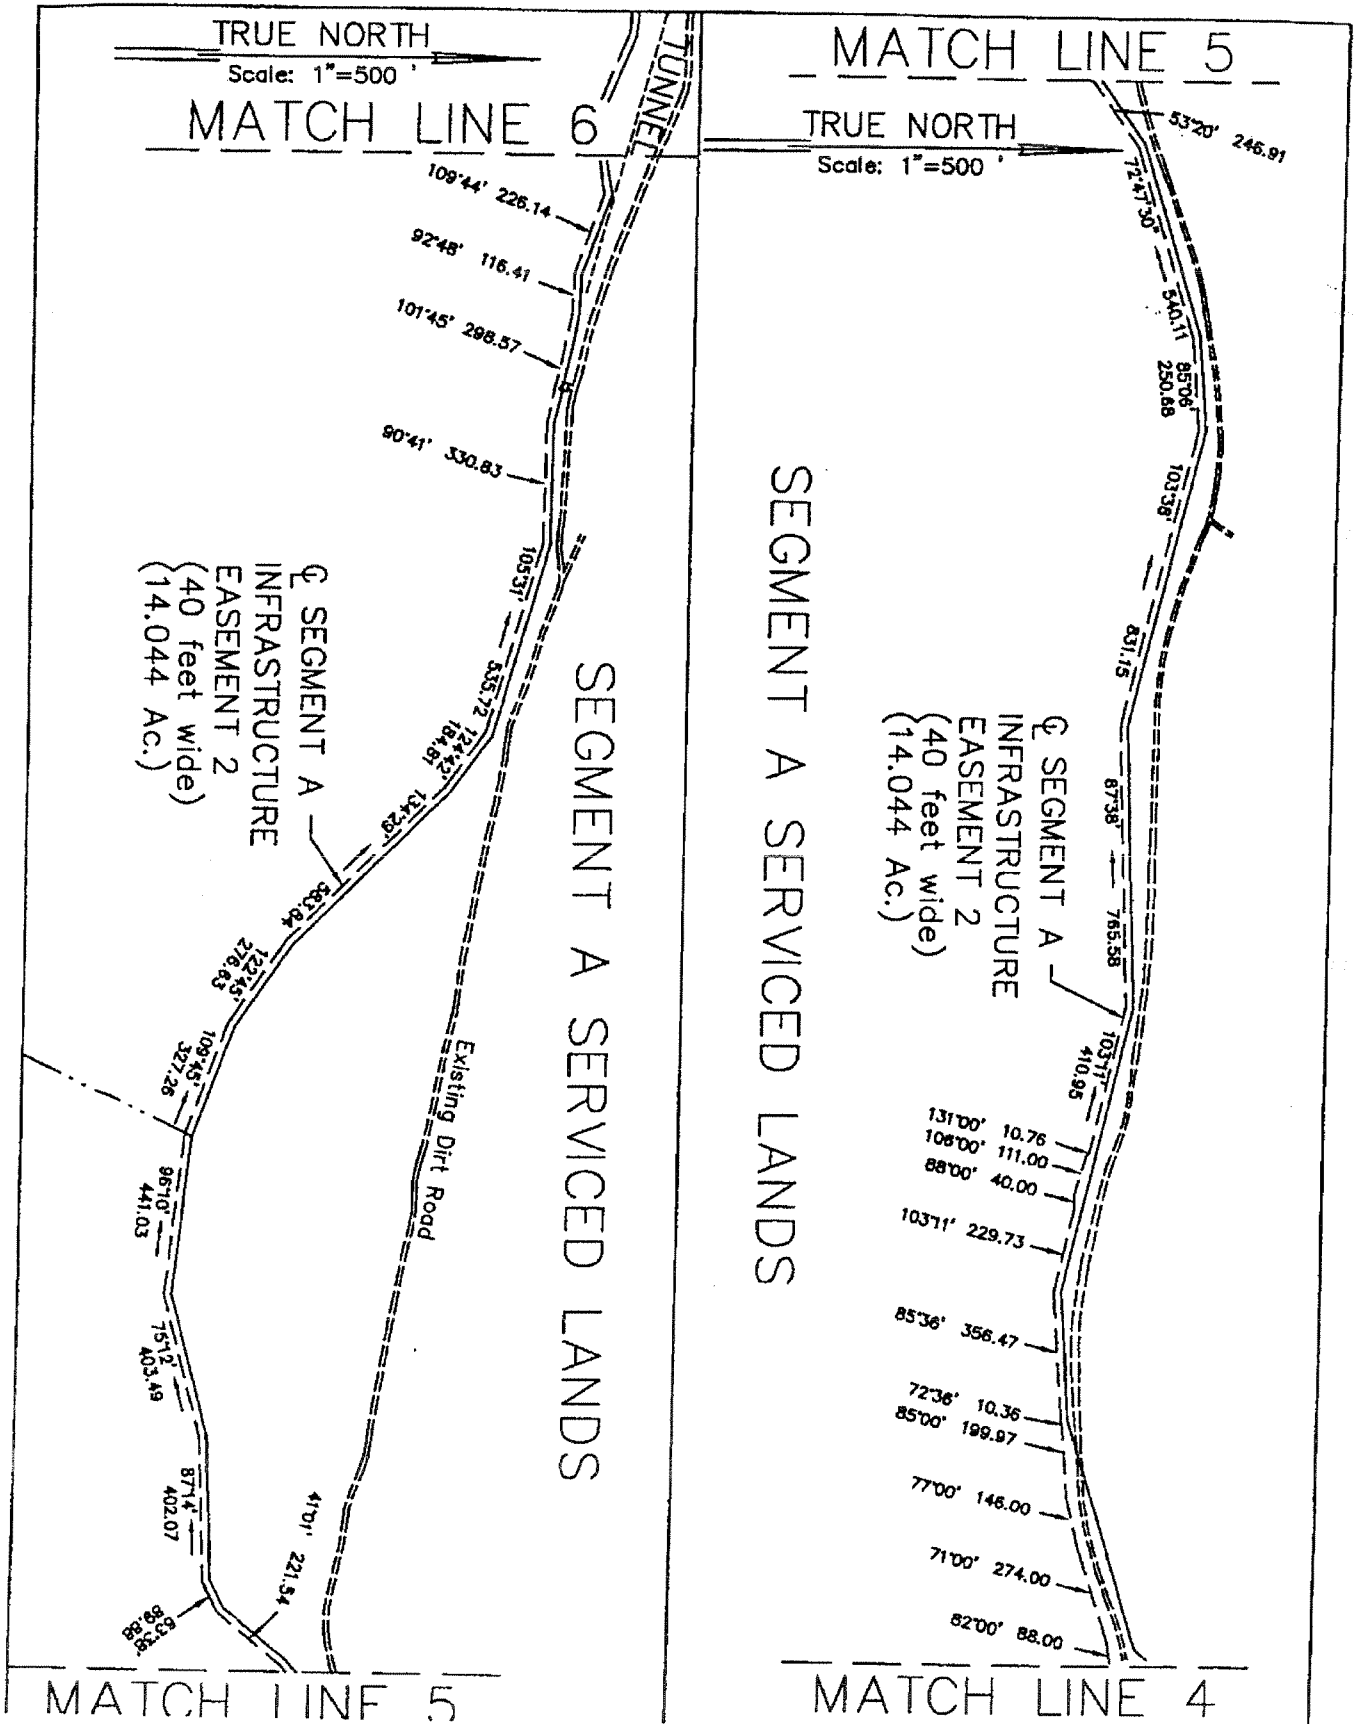 TRUE NORTH
Scale: 1"=500 '
MATCH LINE 6
TUNNEL
109°44' 226.14
92°48' 116.41
101°45' 298.57
90°41' 330.83
105°31'
535.72
124°42'
184.81
134°29'
583.84
122°45'
276.63
109°45'
327.26
96°10'
441.03
75°12'
403.49
87°14'
402.07
63°38'
89.88
41°01' 221.54
℄ SEGMENT A
INFRASTRUCTURE
EASEMENT 2
(40 feet wide)
(14.044 Ac.)
SEGMENT A SERVICED LANDS
Existing Dirt Road
MATCH LINE 5
MATCH LINE 5
TRUE NORTH
Scale: 1"=500 '
53°20' 246.91
72°47'30"
540.11
85°06'
250.68
103°38'
831.15
87°38'
765.58
103°11'
410.95
131°00' 10.76
106°00' 111.00
88°00' 40.00
103°11' 229.73
85°36' 356.47
72°36' 10.36
85°00' 199.97
77°00' 146.00
71°00' 274.00
82°00' 88.00
℄ SEGMENT A
INFRASTRUCTURE
EASEMENT 2
(40 feet wide)
(14.044 Ac.)
SEGMENT A SERVICED LANDS
MATCH LINE 4